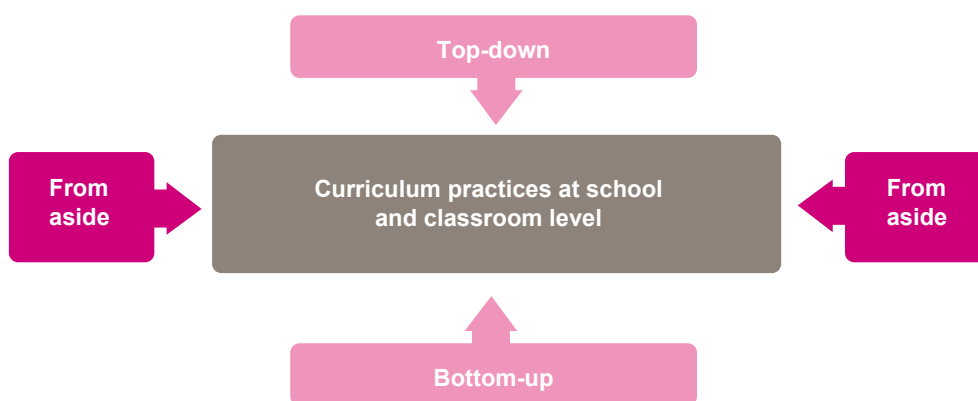 Top-down
From
aside
Curriculum practices at school
and classroom level
From
aside
Bottom-up